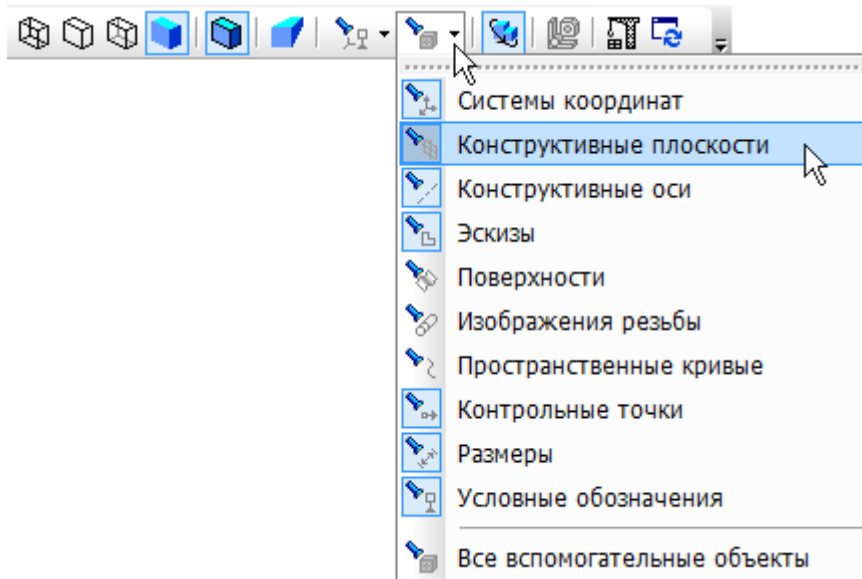 Системы координат
Конструктивные плоскости
Конструктивные оси
Эскизы
Поверхности
Изображения резьбы
Пространственные кривые
Контрольные точки
Размеры
Условные обозначения
Все вспомогательные объекты